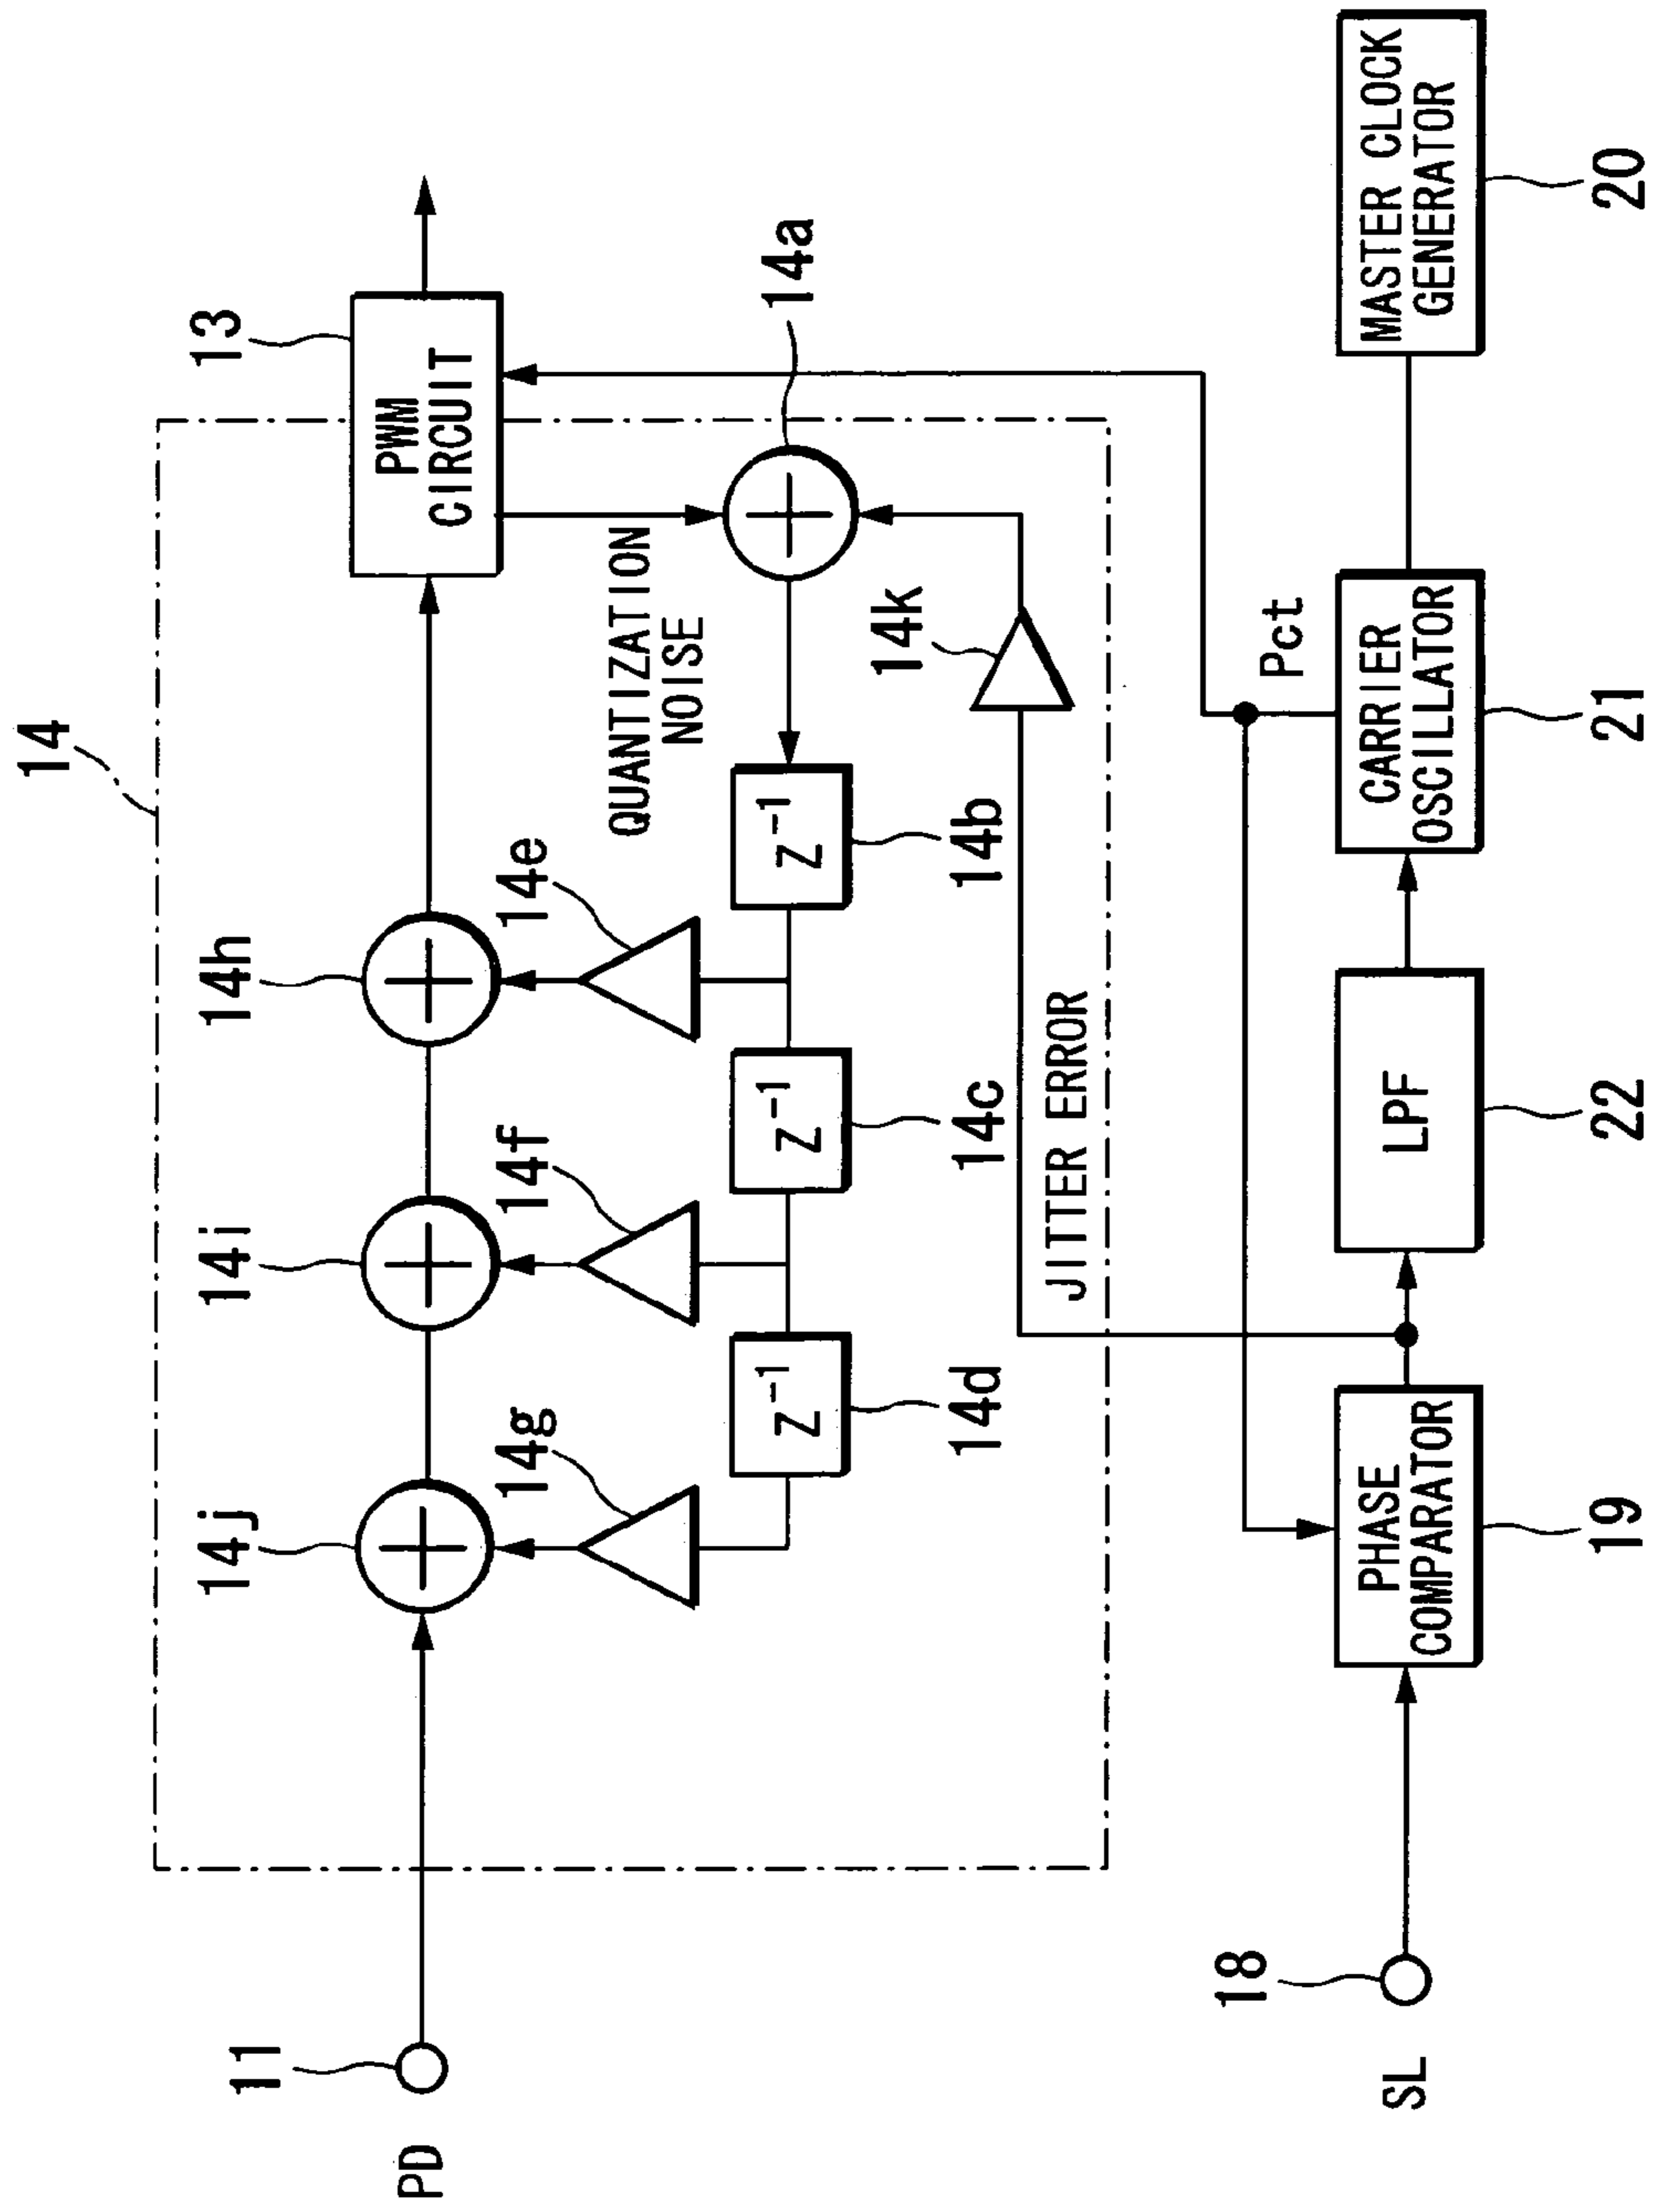 14
13
PWM
CIRCUIT
14j
14i
14h
14g
14f
14e
QUANTIZATION
NOISE
14a
Z⁻¹
Z⁻¹
Z⁻¹
14d
14c
14b
14k
JITTER ERROR
11
PD
18
SL
Pct
PHASE
COMPARATOR
LPF
CARRIER
OSCILLATOR
MASTER CLOCK
GENERATOR
19
22
21
20